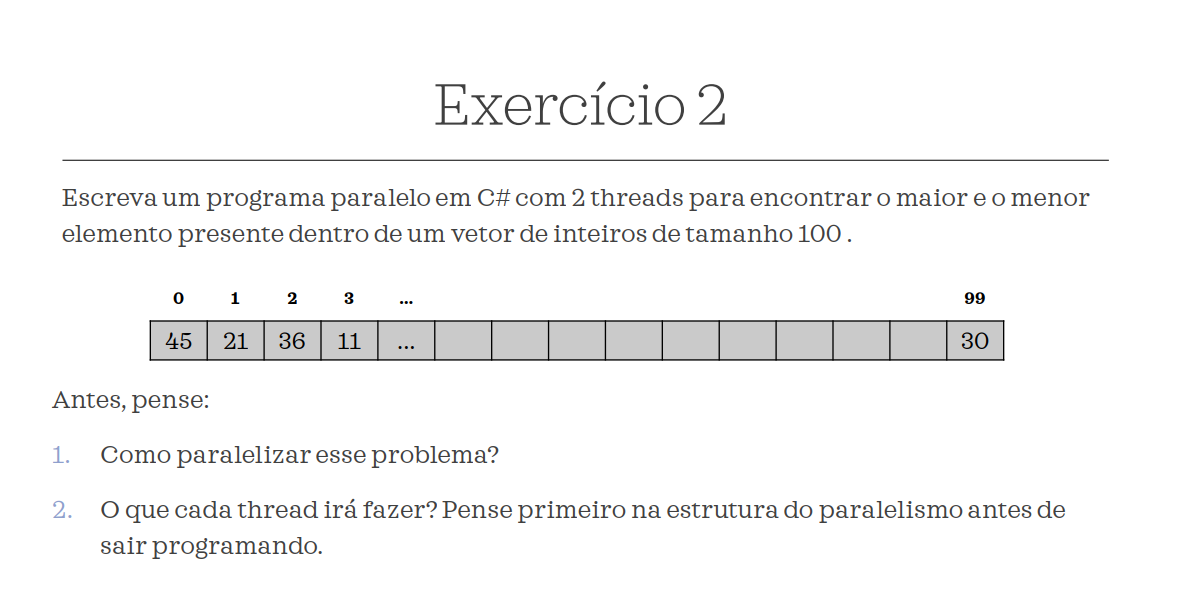 Exercício 2
Escreva um programa paralelo em C# com 2 threads para encontrar o maior e o menor
elemento presente dentro de um vetor de inteiros de tamanho 100 .
0 1 2 3 ... 99
45 21 36 11 ... 30
Antes, pense:
1. Como paralelizar esse problema?
2. O que cada thread irá fazer? Pense primeiro na estrutura do paralelismo antes de
sair programando.